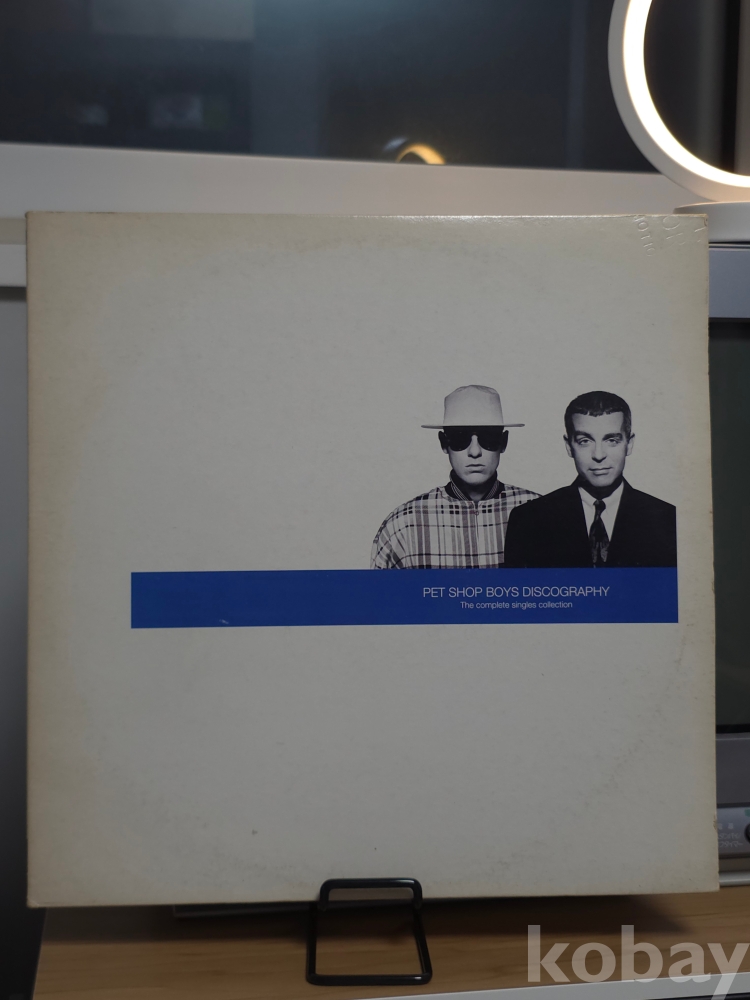 PET SHOP BOYS DISCOGRAPHY
The complete singles collection
kobay